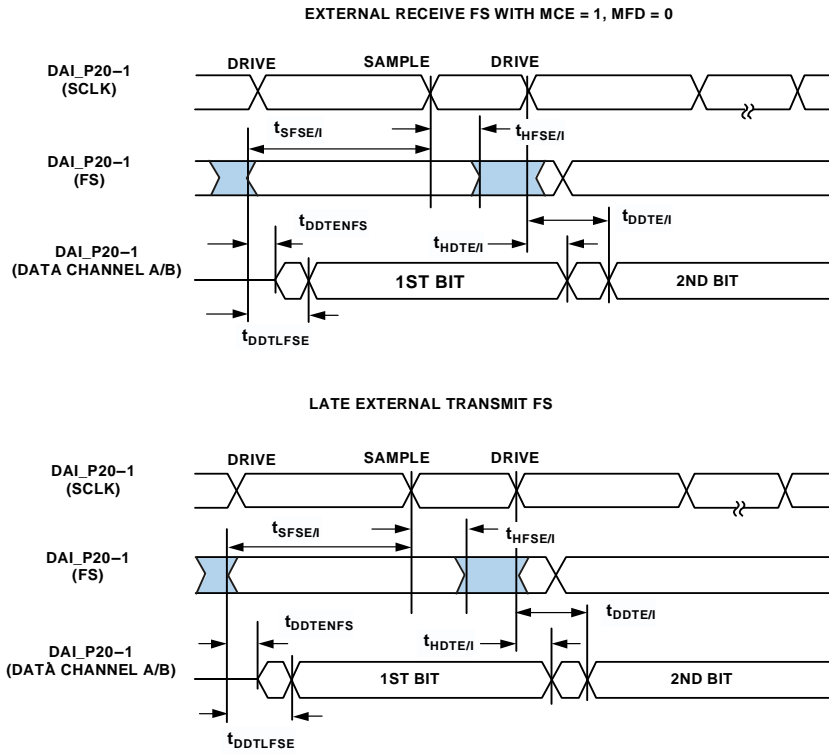 EXTERNAL RECEIVE FS WITH MCE = 1, MFD = 0
DAI_P20–1
(SCLK)
DRIVE
SAMPLE
DRIVE
tSFSE/I
tHFSE/I
DAI_P20–1
(FS)
tDDTENFS
tHDTE/I
tDDTE/I
DAI_P20–1
(DATA CHANNEL A/B)
1ST BIT
2ND BIT
tDDTLFSE
LATE EXTERNAL TRANSMIT FS
DAI_P20–1
(SCLK)
DRIVE
SAMPLE
DRIVE
tSFSE/I
tHFSE/I
DAI_P20–1
(FS)
tDDTENFS
tHDTE/I
tDDTE/I
DAI_P20–1
(DATA CHANNEL A/B)
1ST BIT
2ND BIT
tDDTLFSE